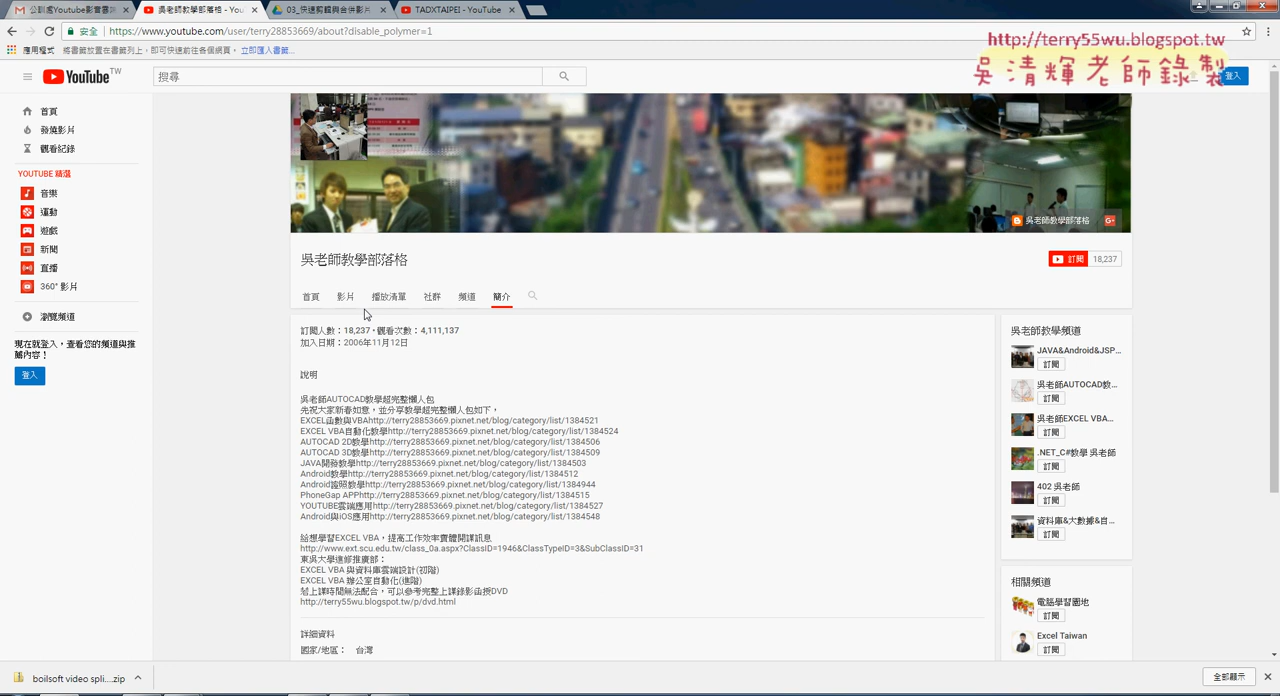 公訓處Youtube影音雲端
吳老師教學部落格 - You
03_快速剪輯與合併影片
TADXTAIPEI - YouTube
安全
https://www.youtube.com/user/terry28853669/about?disable_polymer=1
應用程式
將書籤放置在書籤列上，即可快速前往各個網頁。
立即匯入書籤...
http://terry55wu.blogspot.tw
吳清輝老師錄製
YouTube TW
搜尋
登入
首頁
發燒影片
觀看紀錄
YOUTUBE 精選
音樂
運動
遊戲
新聞
直播
360° 影片
瀏覽頻道
現在就登入，查看您的頻道與推
薦內容！
登入
吳老師教學部落格
G+
吳老師教學部落格
訂閱 18,237
首頁 影片 播放清單 社群 頻道 簡介
訂閱人數：18,237 • 觀看次數：4,111,137
加入日期：2006年11月12日
說明
吳老師AUTOCAD教學超完整懶人包
先祝大家新春如意，並分享教學超完整懶人包如下，
EXCEL函數與VBAhttp://terry28853669.pixnet.net/blog/category/list/1384521
EXCEL VBA自動化教學http://terry28853669.pixnet.net/blog/category/list/1384524
AUTOCAD 2D教學http://terry28853669.pixnet.net/blog/category/list/1384506
AUTOCAD 3D教學http://terry28853669.pixnet.net/blog/category/list/1384509
JAVA開發教學http://terry28853669.pixnet.net/blog/category/list/1384503
Android教學http://terry28853669.pixnet.net/blog/category/list/1384512
Android證照教學http://terry28853669.pixnet.net/blog/category/list/1384944
PhoneGap APPhttp://terry28853669.pixnet.net/blog/category/list/1384515
YOUTUBE雲端應用http://terry28853669.pixnet.net/blog/category/list/1384527
Android與iOS應用http://terry28853669.pixnet.net/blog/category/list/1384548
給想學習EXCEL VBA，提高工作效率實體開課訊息
http://www.ext.scu.edu.tw/class_0a.aspx?ClassID=1946&ClassTypeID=3&SubClassID=31
東吳大學進修推廣部：
EXCEL VBA 與資料庫雲端設計(初階)
EXCEL VBA 辦公室自動化(進階)
若上課時間無法配合，可以參考完整上課錄影函授DVD
http://terry55wu.blogspot.tw/p/dvd.html
詳細資料
國家/地區： 台灣
吳老師教學頻道
JAVA&Android&JSP...
訂閱
吳老師AUTOCAD教...
訂閱
吳老師EXCEL VBA...
訂閱
.NET_C#教學 吳老師
訂閱
402 吳老師
訂閱
資料庫&大數據&自...
訂閱
相關頻道
電腦學習園地
訂閱
Excel Taiwan
訂閱
boilsoft video spli....zip
全部顯示